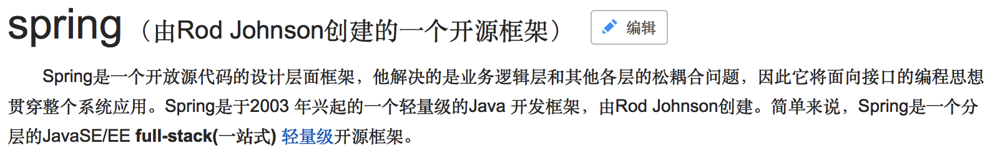 spring（由Rod Johnson创建的一个开源框架） 编辑
Spring是一个开放源代码的设计层面框架，他解决的是业务逻辑层和其他各层的松耦合问题，因此它将面向接口的编程思想
贯穿整个系统应用。Spring是于2003 年兴起的一个轻量级的Java 开发框架，由Rod Johnson创建。简单来说，Spring是一个分
层的JavaSE/EE full-stack(一站式) 轻量级开源框架。